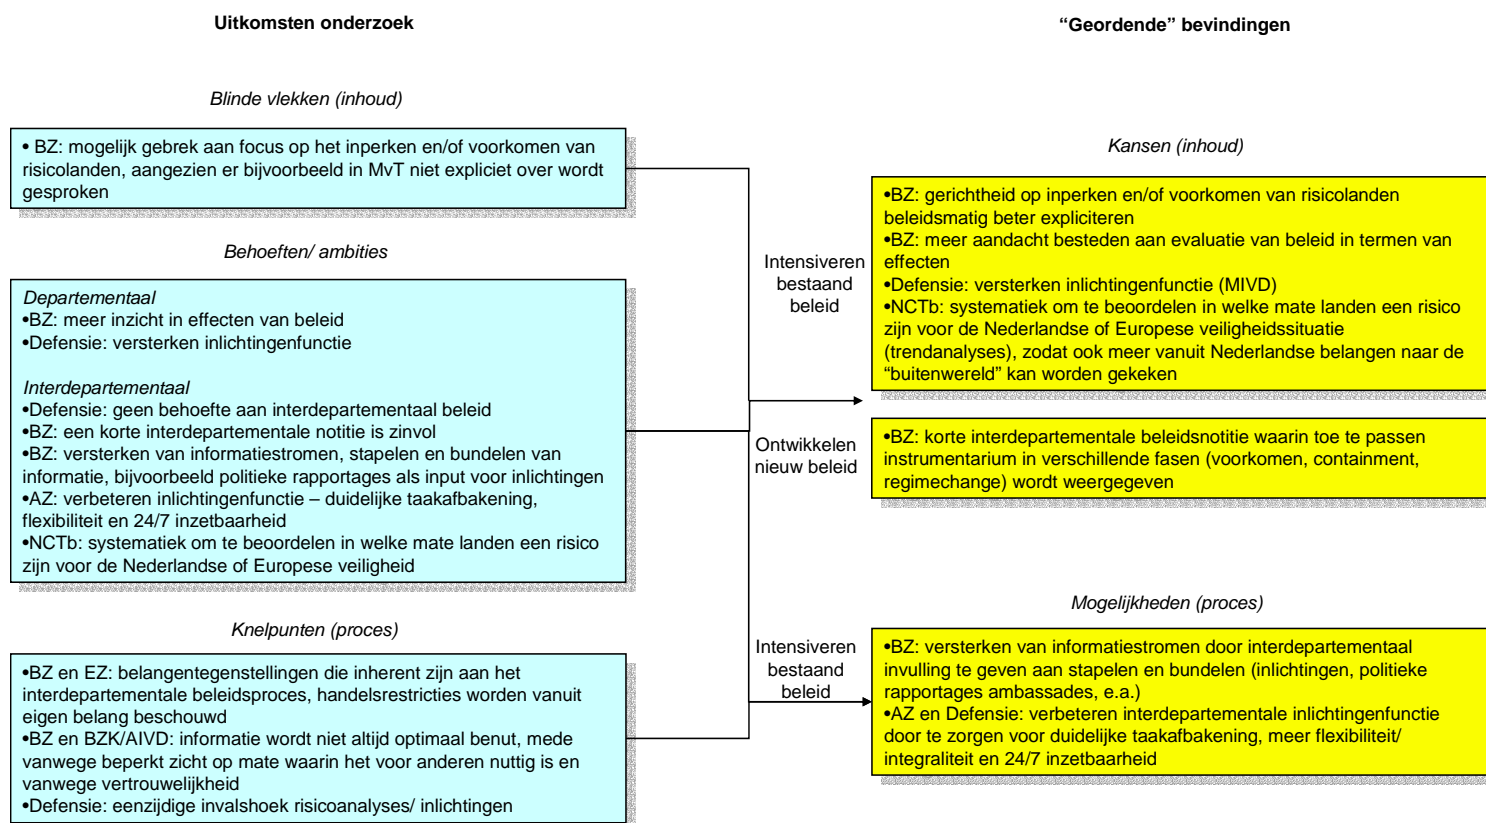 Uitkomsten onderzoek
Blinde vlekken (inhoud)
• BZ: mogelijk gebrek aan focus op het inperken en/of voorkomen van
risicolanden, aangezien er bijvoorbeeld in MvT niet expliciet over wordt
gesproken
Behoeften/ ambities
Departementaal
•BZ: meer inzicht in effecten van beleid
•Defensie: versterken inlichtingenfunctie
Interdepartementaal
•Defensie: geen behoefte aan interdepartementaal beleid
•BZ: een korte interdepartementale notitie is zinvol
•BZ: versterken van informatiestromen, stapelen en bundelen van
informatie, bijvoorbeeld politieke rapportages als input voor inlichtingen
•AZ: verbeteren inlichtingenfunctie – duidelijke taakafbakening,
flexibiliteit en 24/7 inzetbaarheid
•NCTb: systematiek om te beoordelen in welke mate landen een risico
zijn voor de Nederlandse of Europese veiligheid
Knelpunten (proces)
•BZ en EZ: belangentegenstellingen die inherent zijn aan het
interdepartementale beleidsproces, handelsrestricties worden vanuit
eigen belang beschouwd
•BZ en BZK/AIVD: informatie wordt niet altijd optimaal benut, mede
vanwege beperkt zicht op mate waarin het voor anderen nuttig is en
vanwege vertrouwelijkheid
•Defensie: eenzijdige invalshoek risicoanalyses/ inlichtingen
Intensiveren
bestaand
beleid
Ontwikkelen
nieuw beleid
Intensiveren
bestaand
beleid
“Geordende” bevindingen
Kansen (inhoud)
•BZ: gerichtheid op inperken en/of voorkomen van risicolanden
beleidsmatig beter expliciteren
•BZ: meer aandacht besteden aan evaluatie van beleid in termen van
effecten
•Defensie: versterken inlichtingenfunctie (MIVD)
•NCTb: systematiek om te beoordelen in welke mate landen een risico
zijn voor de Nederlandse of Europese veiligheidssituatie
(trendanalyses), zodat ook meer vanuit Nederlandse belangen naar de
“buitenwereld” kan worden gekeken
•BZ: korte interdepartementale beleidsnotitie waarin toe te passen
instrumentarium in verschillende fasen (voorkomen, containment,
regimechange) wordt weergegeven
Mogelijkheden (proces)
•BZ: versterken van informatiestromen door interdepartementaal
invulling te geven aan stapelen en bundelen (inlichtingen, politieke
rapportages ambassades, e.a.)
•AZ en Defensie: verbeteren interdepartementale inlichtingenfunctie
door te zorgen voor duidelijke taakafbakening, meer flexibiliteit/
integraliteit en 24/7 inzetbaarheid